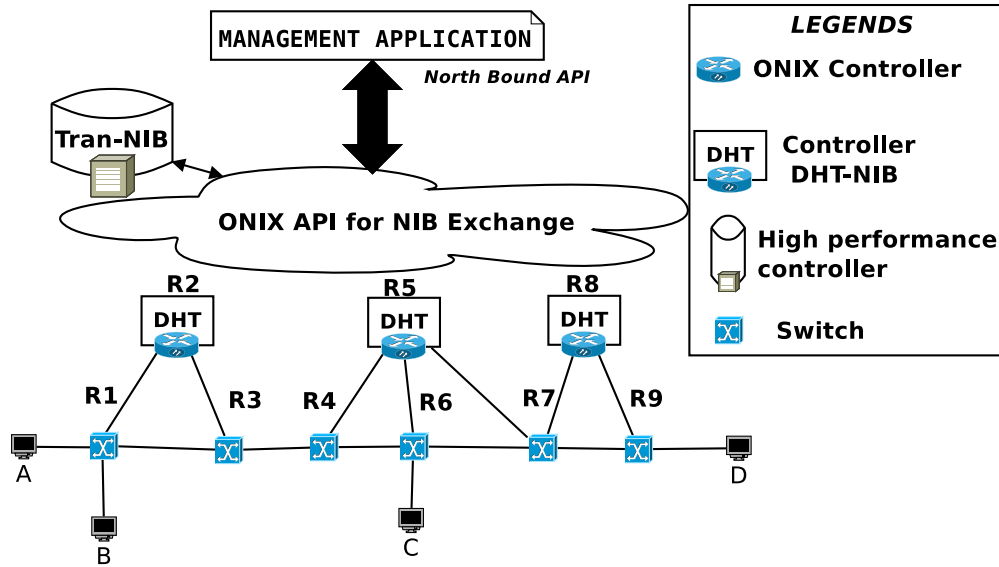 MANAGEMENT APPLICATION
North Bound API
Tran-NIB
ONIX API for NIB Exchange
R2
R5
R8
DHT
DHT
DHT
R1
R3
R4
R6
R7
R9
A
B
C
D
LEGENDS
ONIX Controller
DHT
Controller
DHT-NIB
High performance
controller
Switch